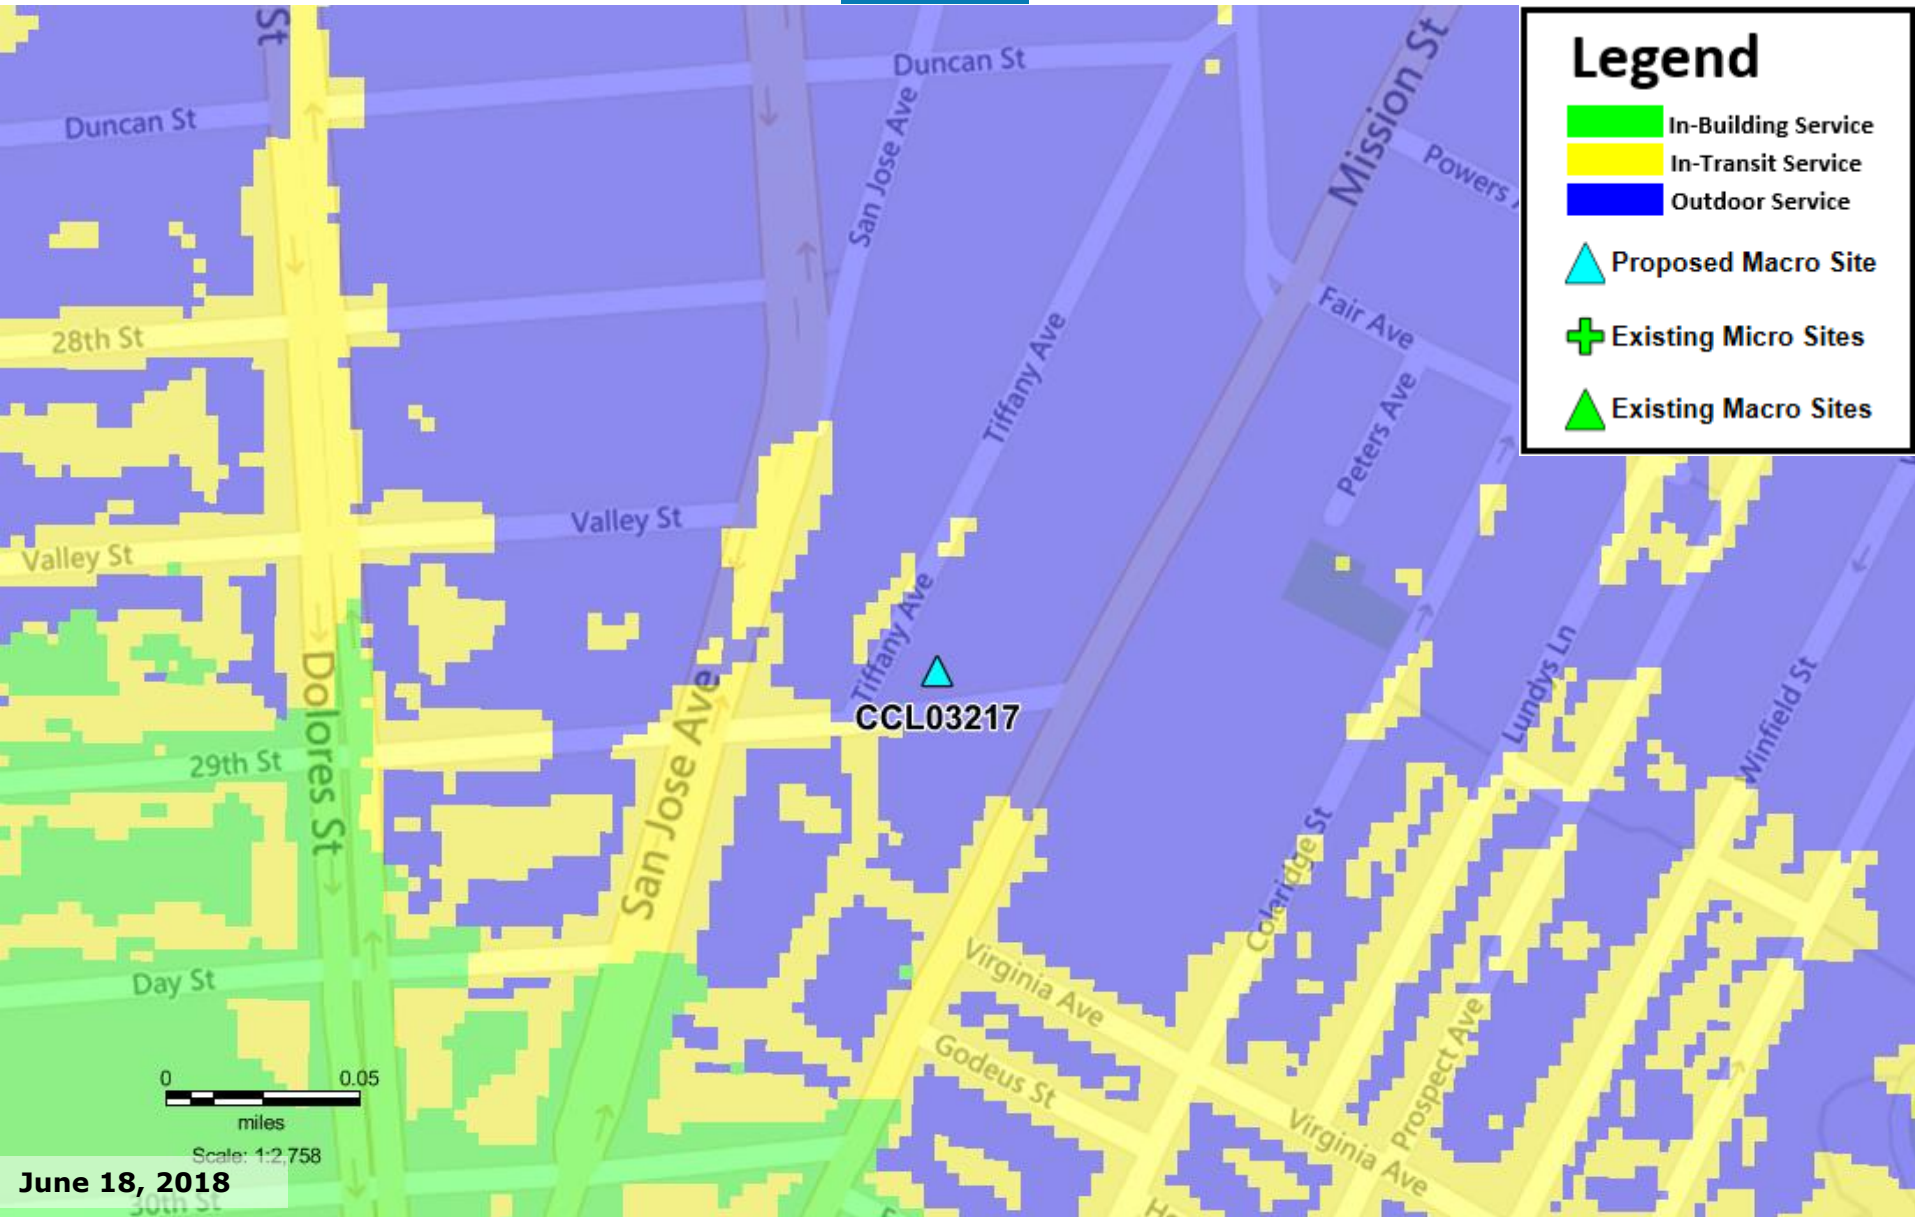 St
Duncan St
Duncan St
San Jose Ave
Mission St
Powers
Legend
In-Building Service
In-Transit Service
Outdoor Service
Proposed Macro Site
Existing Micro Sites
Existing Macro Sites
28th St
Tiffany Ave
Fair Ave
Peters Ave
Valley St
Valley St
Tiffany Ave
CCL03217
Dolores St
29th St
San Jose Ave
Lundys Ln
Winfield St
Coleridge St
Day St
Virginia Ave
Godeus St
Prospect Ave
Virginia Ave
0 0.05
miles
Scale: 1:2,758
June 18, 2018
30th St